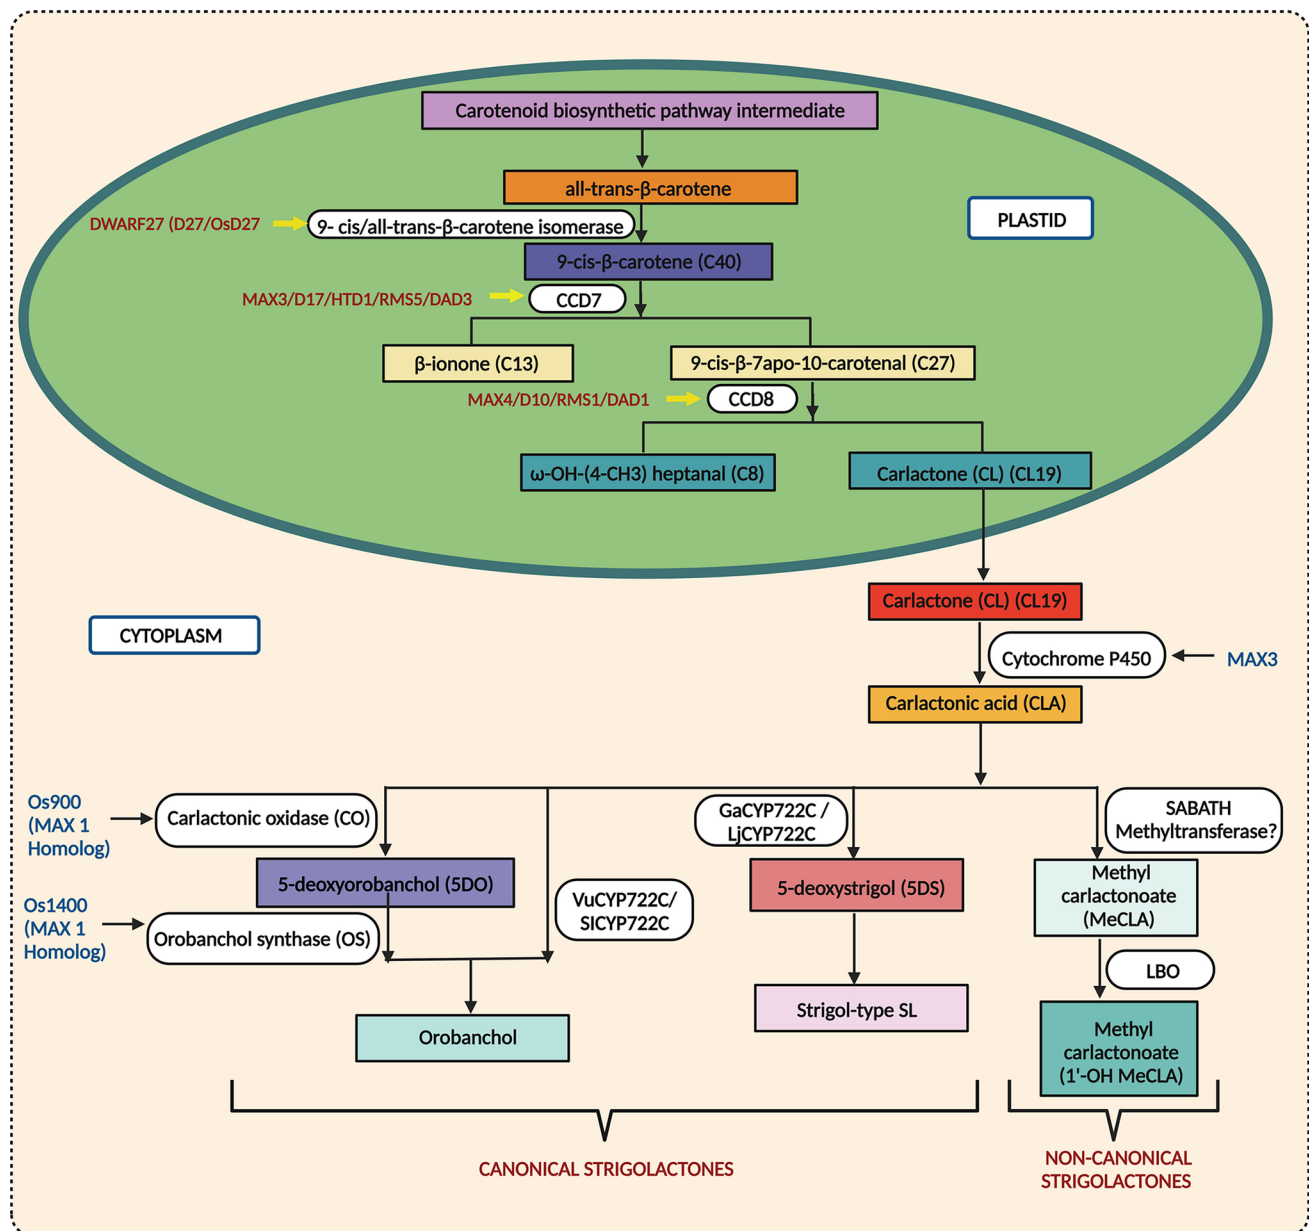 Carotenoid biosynthetic pathway intermediate
all-trans-β-carotene
PLASTID
DWARF27 (D27/OsD27
9- cis/all-trans-β-carotene isomerase
9-cis-β-carotene (C40)
MAX3/D17/HTD1/RMS5/DAD3
CCD7
β-ionone (C13)
9-cis-β-7apo-10-carotenal (C27)
MAX4/D10/RMS1/DAD1
CCD8
ω-OH-(4-CH3) heptanal (C8)
Carlactone (CL) (CL19)
Carlactone (CL) (CL19)
CYTOPLASM
Cytochrome P450
MAX3
Carlactonic acid (CLA)
Os900
(MAX 1
Homolog)
Carlactonic oxidase (CO)
GaCYP722C /
LjCYP722C
SABATH
Methyltransferase?
5-deoxyorobanchol (5DO)
5-deoxystrigol (5DS)
Methyl
carlactonoate
(MeCLA)
Os1400
(MAX 1
Homolog)
Orobanchol synthase (OS)
VuCYP722C/
SlCYP722C
LBO
Orobanchol
Strigol-type SL
Methyl
carlactonoate
(1'-OH MeCLA)
CANONICAL STRIGOLACTONES
NON-CANONICAL
STRIGOLACTONES